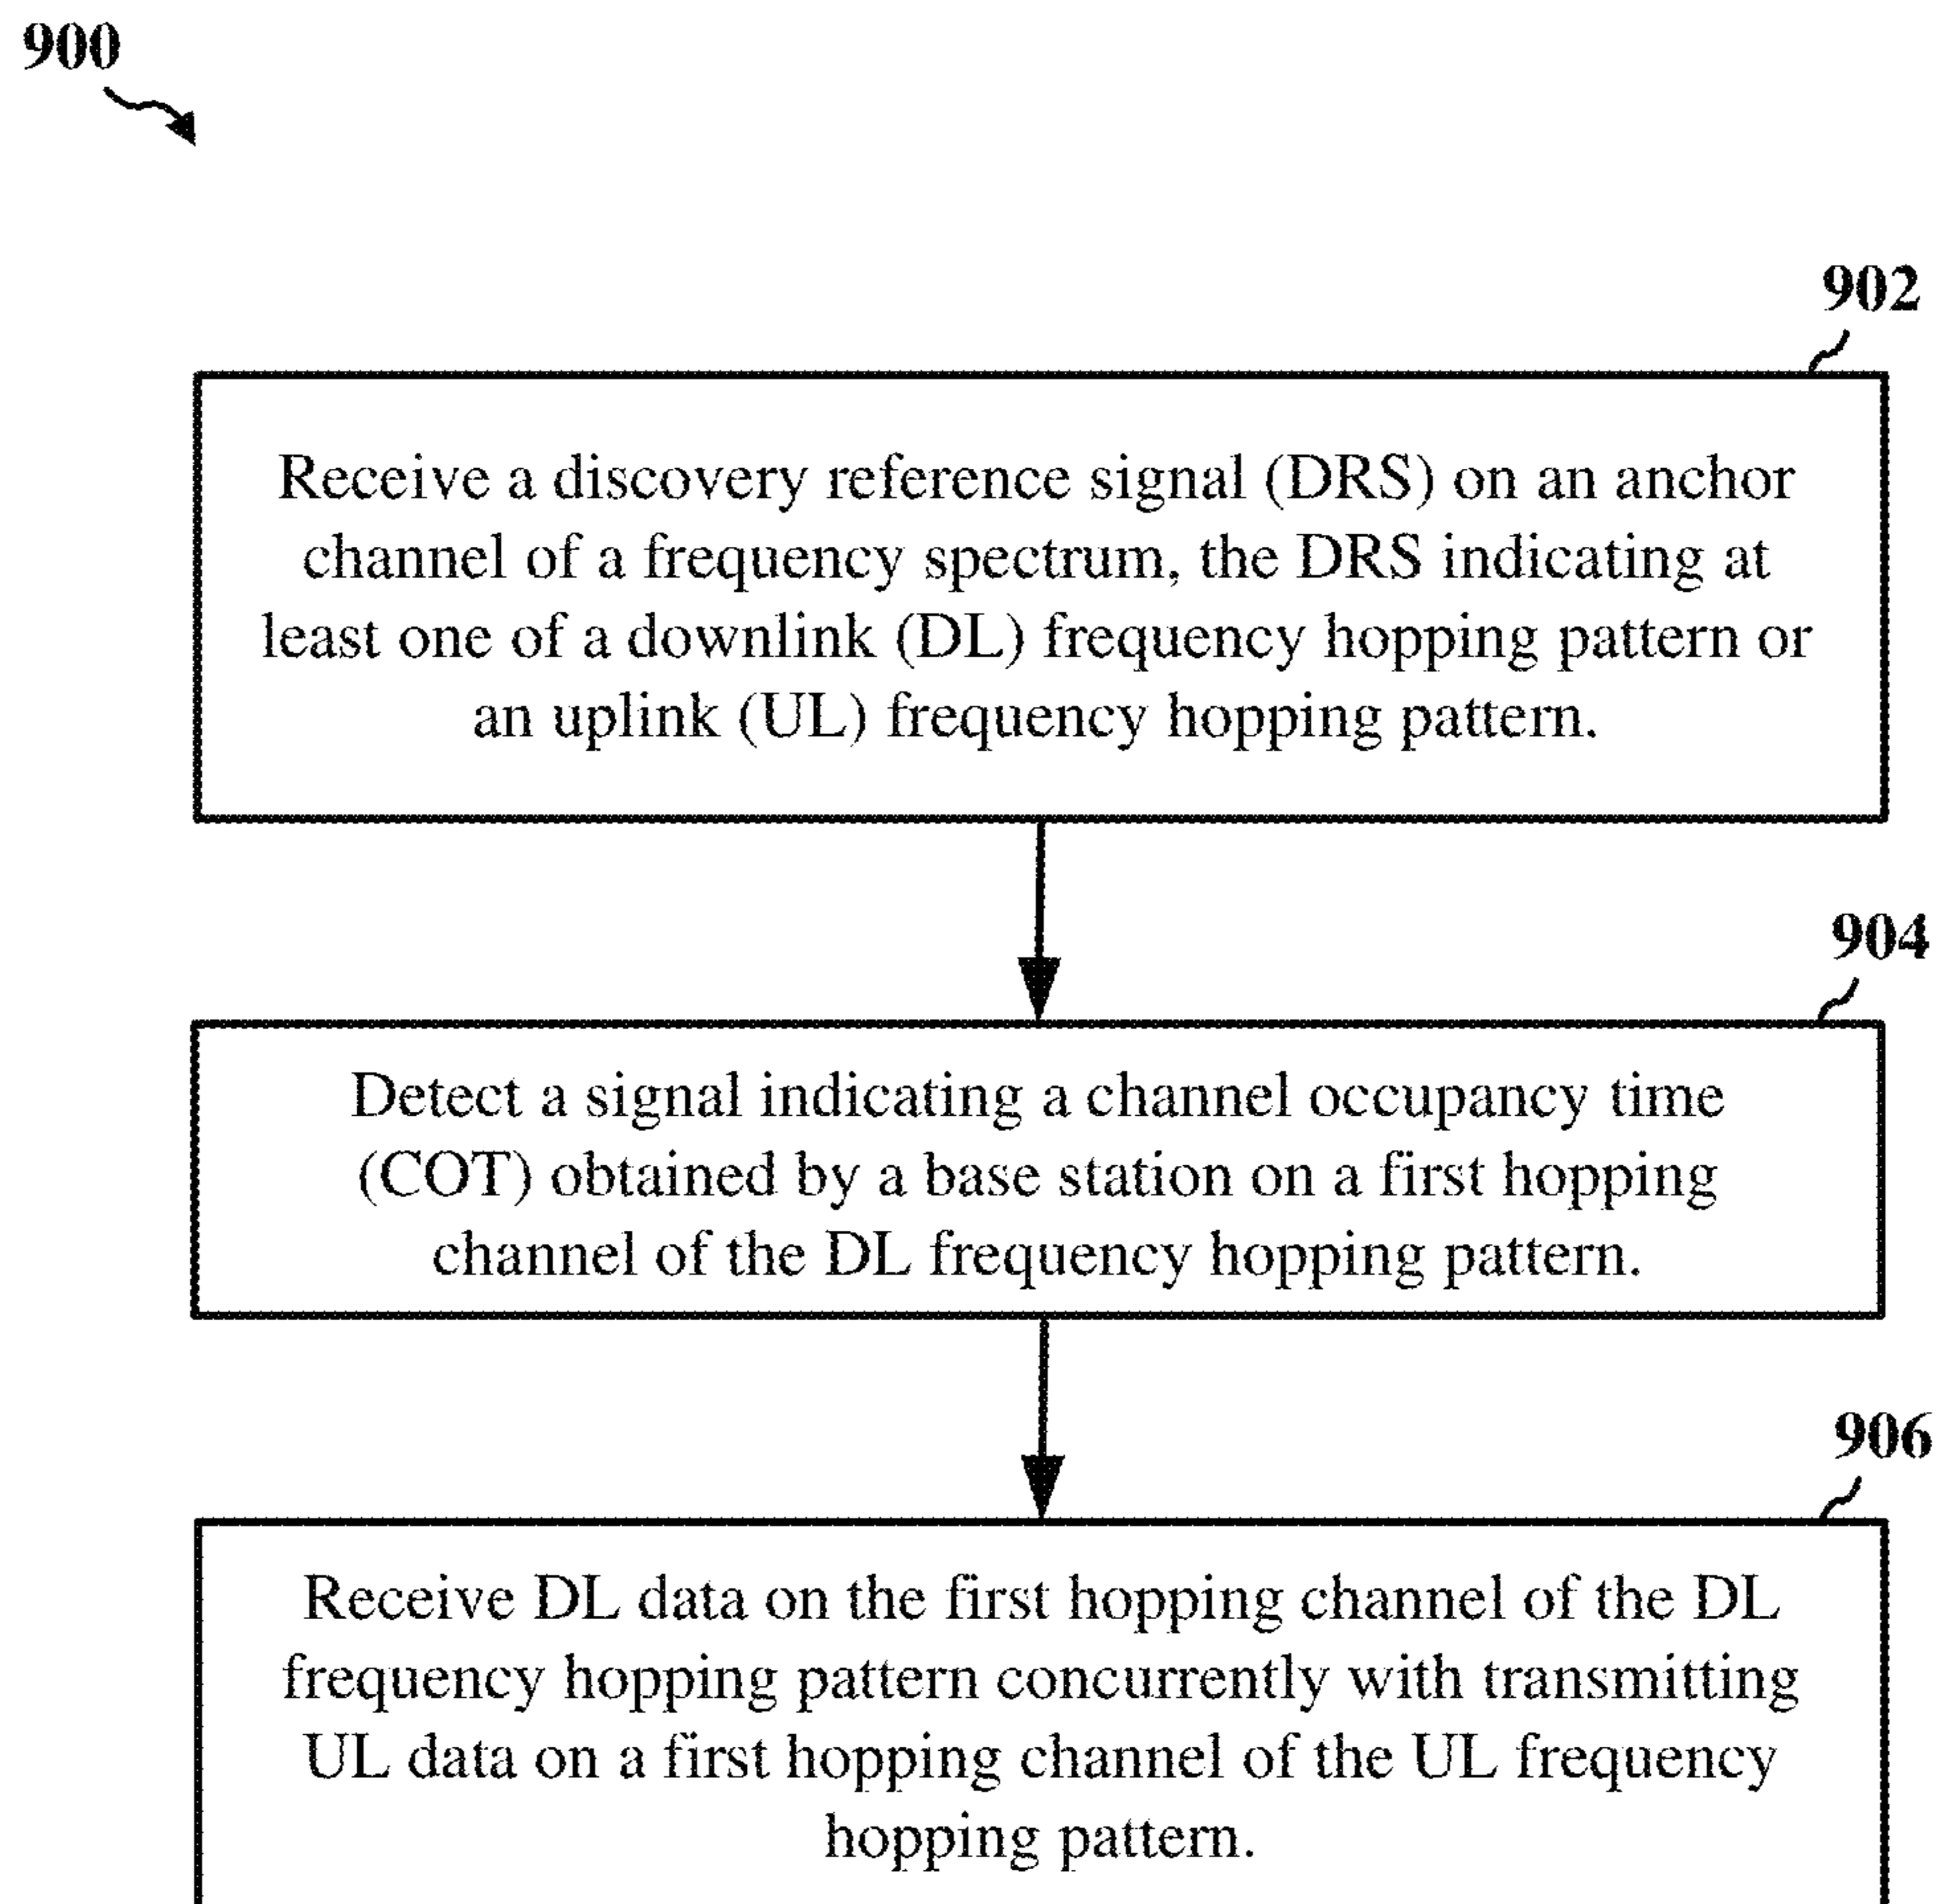 900
902
Receive a discovery reference signal (DRS) on an anchor
channel of a frequency spectrum, the DRS indicating at
least one of a downlink (DL) frequency hopping pattern or
an uplink (UL) frequency hopping pattern.
904
Detect a signal indicating a channel occupancy time
(COT) obtained by a base station on a first hopping
channel of the DL frequency hopping pattern.
906
Receive DL data on the first hopping channel of the DL
frequency hopping pattern concurrently with transmitting
UL data on a first hopping channel of the UL frequency
hopping pattern.